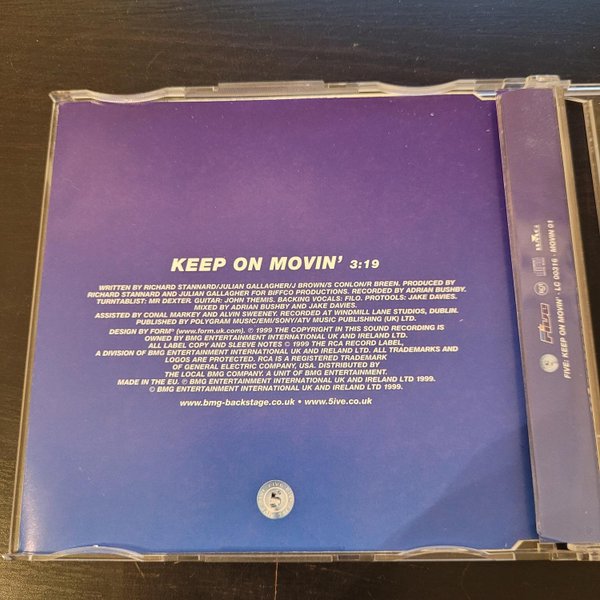 KEEP ON MOVIN' 3:19
WRITTEN BY RICHARD STANNARD/JULIAN GALLAGHER/J BROWN/S CONLON/R BREEN. PRODUCED BY
RICHARD STANNARD AND JULIAN GALLAGHER FOR BIFFCO PRODUCTIONS. RECORDED BY ADRIAN BUSHBY.
TURNTABLIST: MR DEXTER. GUITAR: JOHN THEMIS. BACKING VOCALS: FILO. PROTOOLS: JAKE DAVIES.
MIXED BY ADRIAN BUSHBY AND JAKE DAVIES.
ASSISTED BY CONAL MARKEY AND ALVIN SWEENEY. RECORDED AT WINDMILL LANE STUDIOS, DUBLIN.
PUBLISHED BY POLYGRAM MUSIC/EMI/SONY/ATV MUSIC PUBLISHING (UK) LTD.
DESIGN BY FORM® (www.form.uk.com). ℗ 1999 THE COPYRIGHT IN THIS SOUND RECORDING IS
OWNED BY BMG ENTERTAINMENT INTERNATIONAL UK AND IRELAND LTD.
ALL LABEL COPY AND SLEEVE NOTES © 1999 THE RCA RECORD LABEL,
A DIVISION OF BMG ENTERTAINMENT INTERNATIONAL UK AND IRELAND LTD. ALL TRADEMARKS AND
LOGOS ARE PROTECTED. RCA IS A REGISTERED TRADEMARK
OF GENERAL ELECTRIC COMPANY, USA. DISTRIBUTED BY
THE LOCAL BMG COMPANY. A UNIT OF BMG ENTERTAINMENT.
MADE IN THE EU. ℗ BMG ENTERTAINMENT INTERNATIONAL UK AND IRELAND LTD 1999.
© BMG ENTERTAINMENT INTERNATIONAL UK AND IRELAND LTD 1999.
www.bmg-backstage.co.uk • www.5ive.co.uk
5
Five
FIVE: KEEP ON MOVIN' · LC 00316 · MOVIN 01
BMG